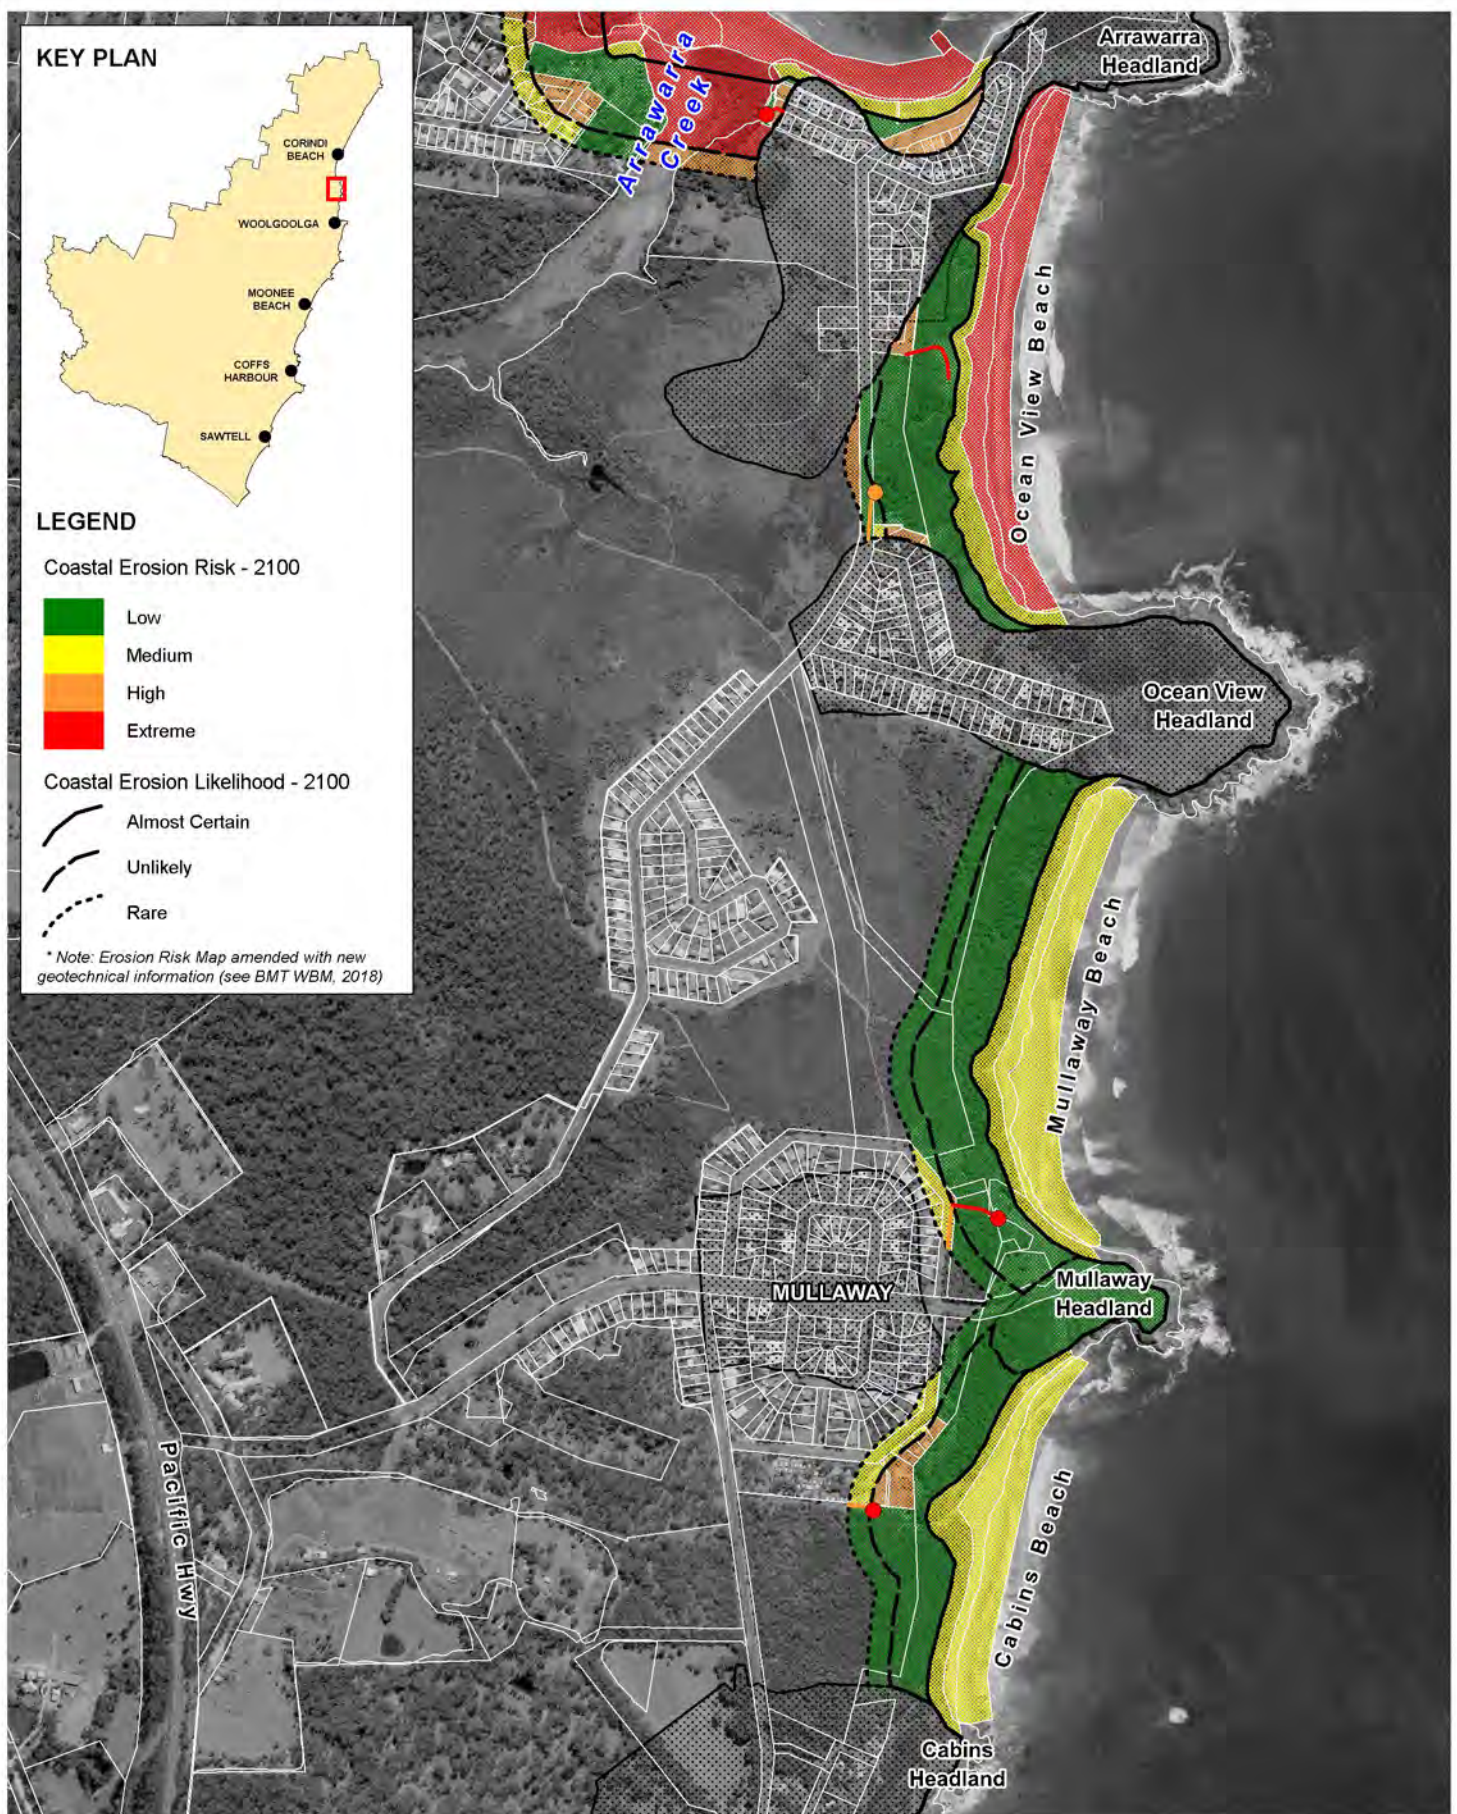 KEY PLAN
CORINDI
BEACH
WOOLGOOLGA
MOONEE
BEACH
COFFS
HARBOUR
SAWTELL
LEGEND
Coastal Erosion Risk - 2100
Low
Medium
High
Extreme
Coastal Erosion Likelihood - 2100
Almost Certain
Unlikely
Rare
* Note: Erosion Risk Map amended with new
geotechnical information (see BMT WBM, 2018)
Arrawarra
Creek
Arrawarra
Headland
Ocean View Beach
Ocean View
Headland
Mullaway Beach
MULLAWAY
Mullaway
Headland
Pacific Hwy
Cabins Beach
Cabins
Headland